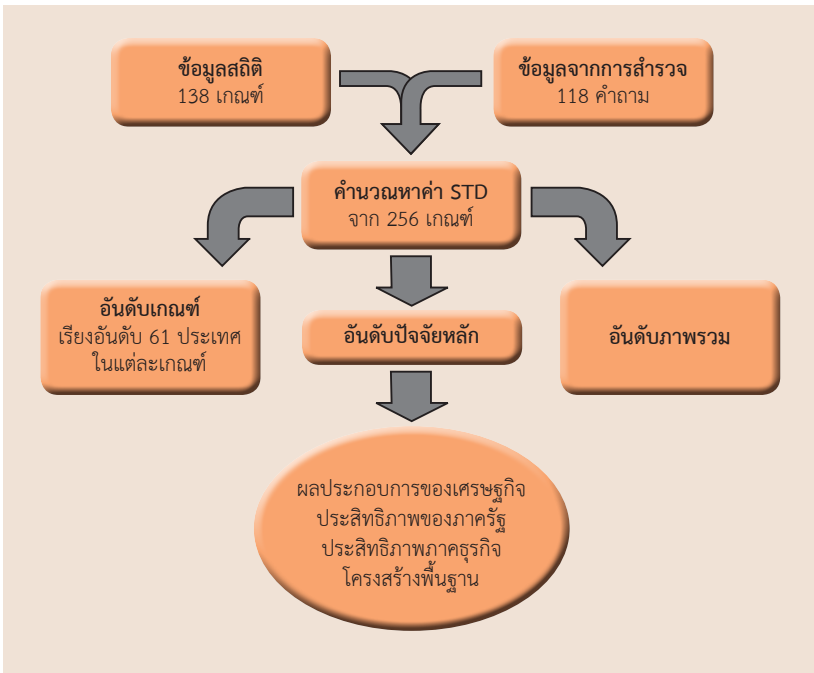 ข้อมูลสถิติ
138 เกณฑ์
ข้อมูลจากการสำรวจ
118 คำถาม
คำนวณหาค่า STD
จาก 256 เกณฑ์
อันดับเกณฑ์
เรียงอันดับ 61 ประเทศ
ในแต่ละเกณฑ์
อันดับปัจจัยหลัก
อันดับภาพรวม
ผลประกอบการของเศรษฐกิจ
ประสิทธิภาพของภาครัฐ
ประสิทธิภาพภาคธุรกิจ
โครงสร้างพื้นฐาน